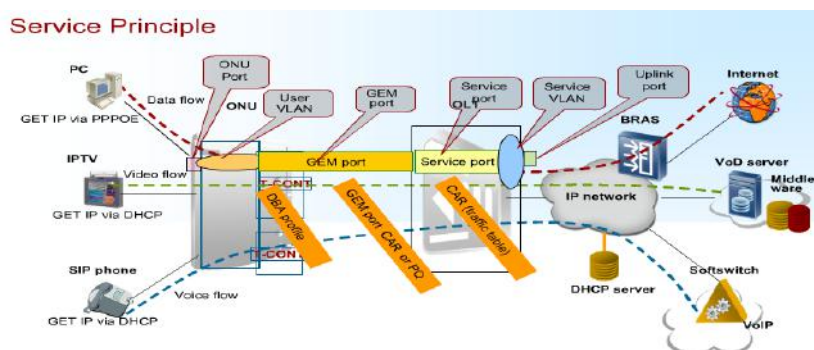 Service Principle
PC
ONU
Port
User
VLAN
GEM
port
Service
port
Service
VLAN
Uplink
port
Internet
Data flow
ONU
OLT
BRAS
GET IP via PPPOE
IPTV
Video flow
GEM port
Service port
T-CONT
VoD server
Middle
ware
IP network
GET IP via DHCP
DBA profile
GEM port CAR or PQ
CAR (traffic table)
T-CONT
SIP phone
Voice flow
DHCP server
Softswitch
GET IP via DHCP
VoIP